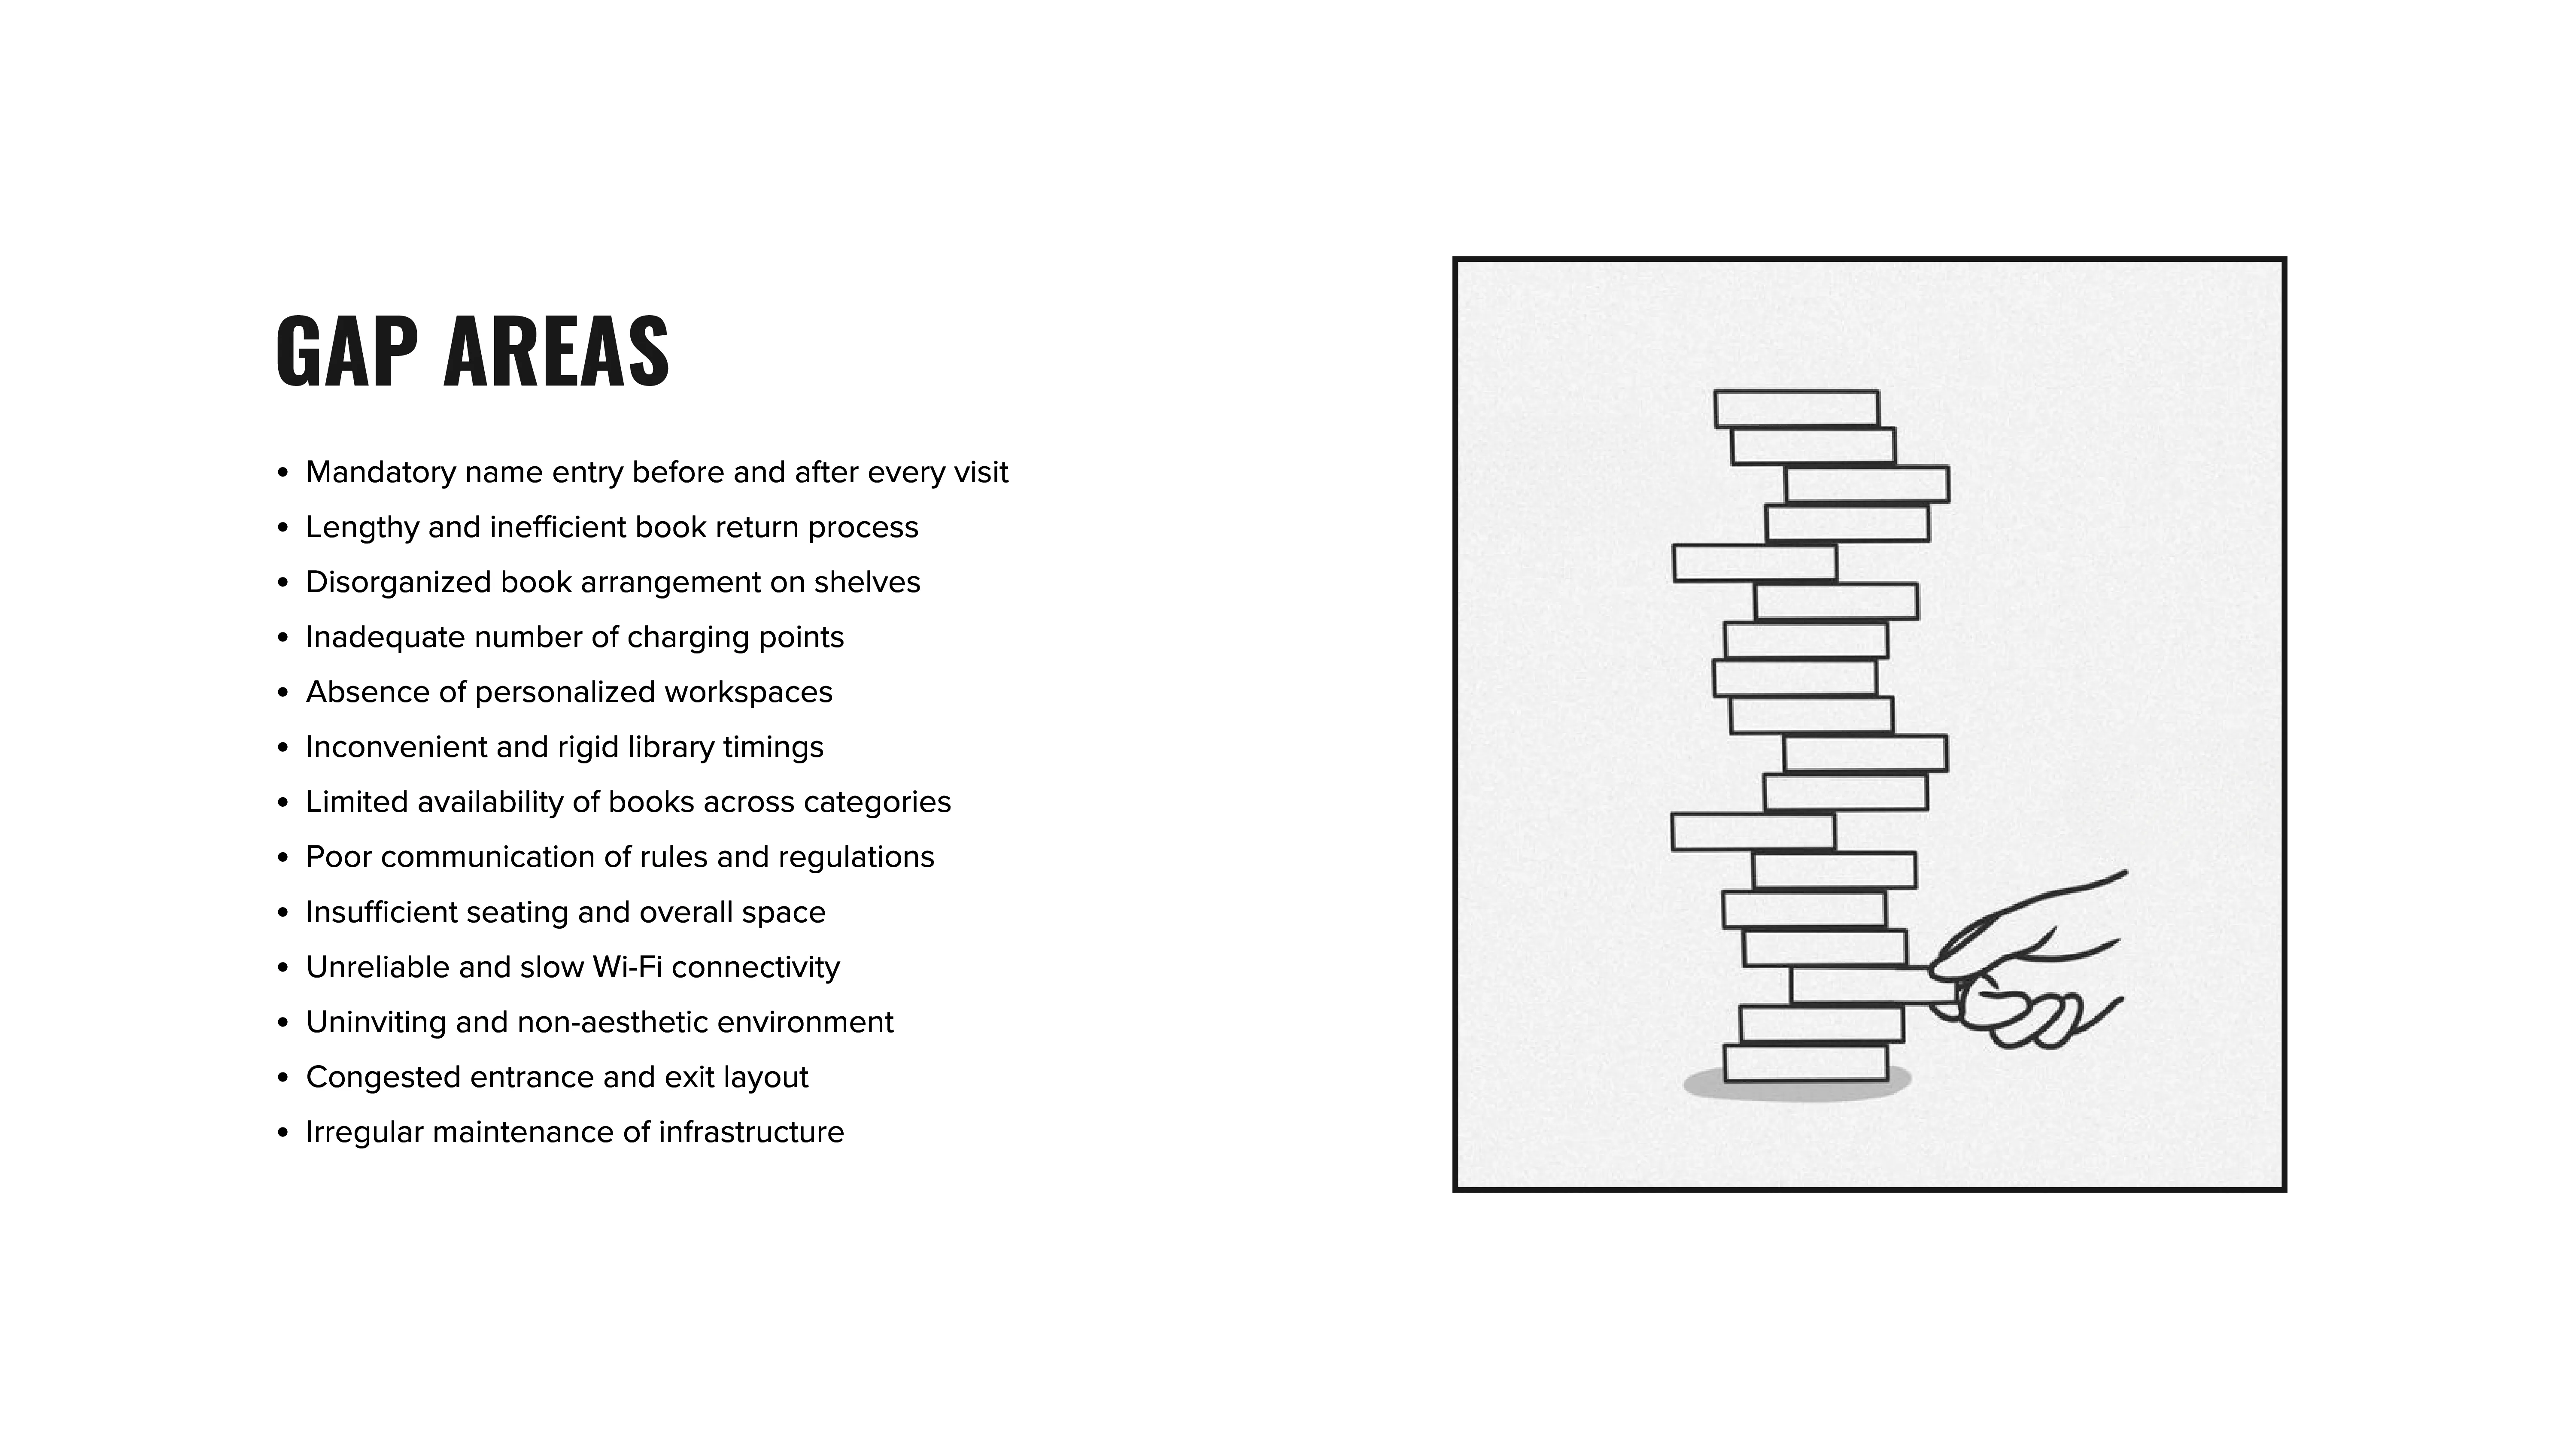 GAP AREAS
• Mandatory name entry before and after every visit
• Lengthy and inefficient book return process
• Disorganized book arrangement on shelves
• Inadequate number of charging points
• Absence of personalized workspaces
• Inconvenient and rigid library timings
• Limited availability of books across categories
• Poor communication of rules and regulations
• Insufficient seating and overall space
• Unreliable and slow Wi-Fi connectivity
• Uninviting and non-aesthetic environment
• Congested entrance and exit layout
• Irregular maintenance of infrastructure